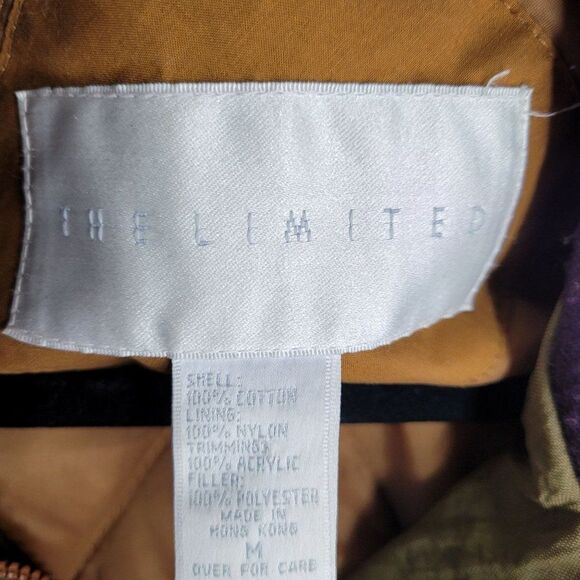 THE LIMITED
SHELL:
100% COTTON
LINING:
100% NYLON
TRIMMING:
100% ACRYLIC
FILLER:
100% POLYESTER
MADE IN
HONG KONG
M
OVER FOR CARE